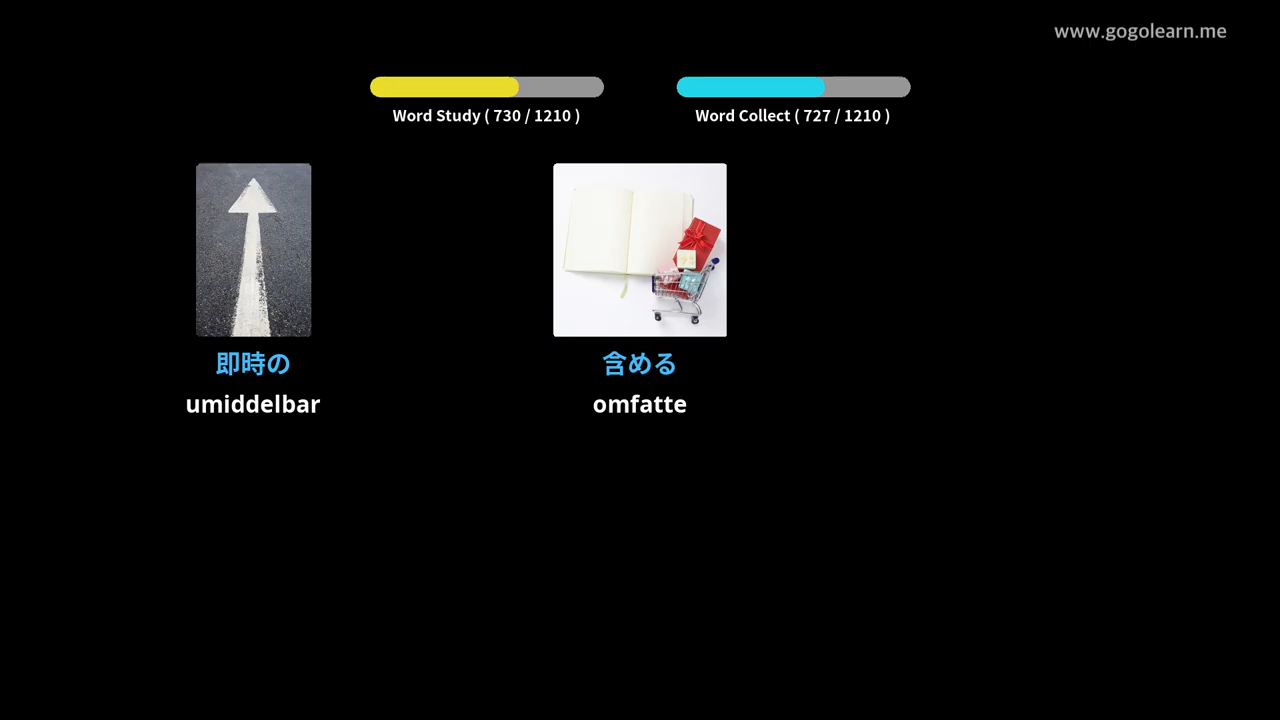 www.gogolearn.me
Word Study ( 730 / 1210 )
Word Collect ( 727 / 1210 )
即時の
umiddelbar
含める
omfatte